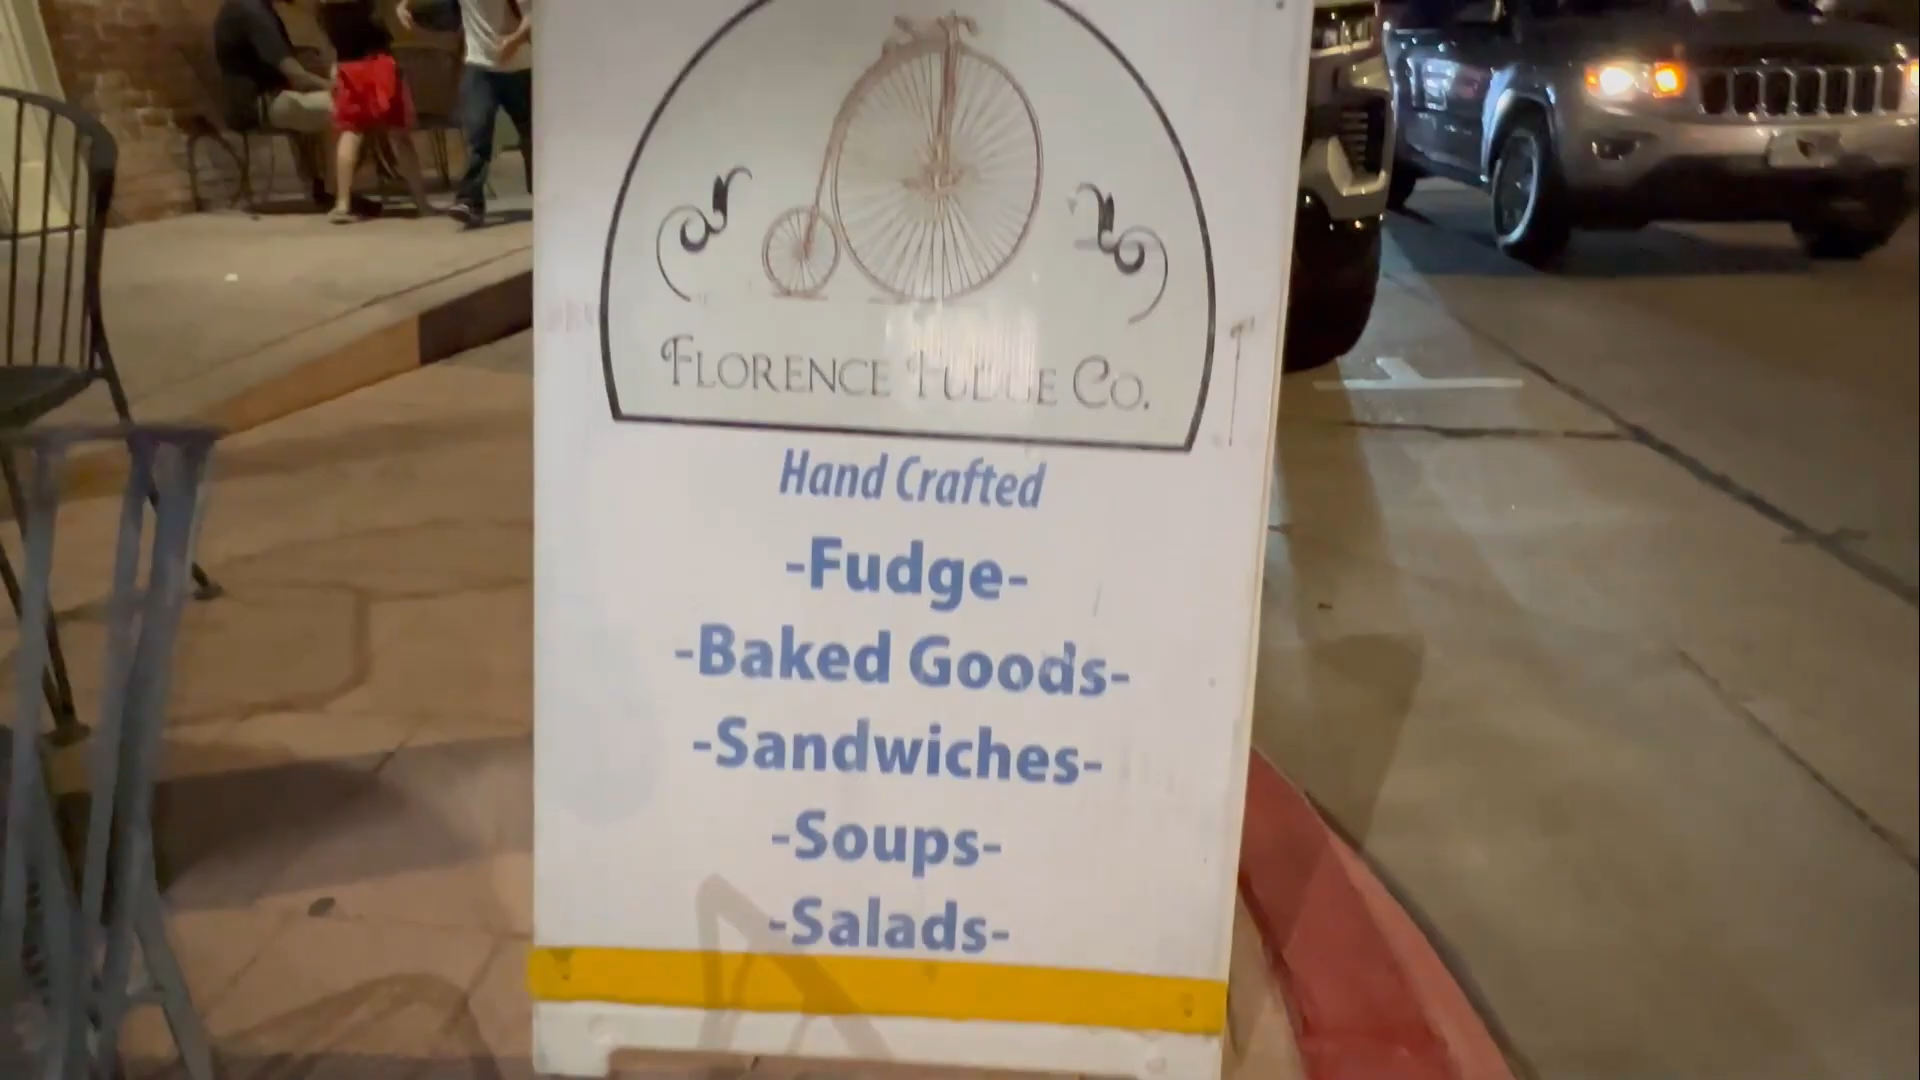 Florence Fudge Co.
Hand Crafted
-Fudge-
-Baked Goods-
-Sandwiches-
-Soups-
-Salads-